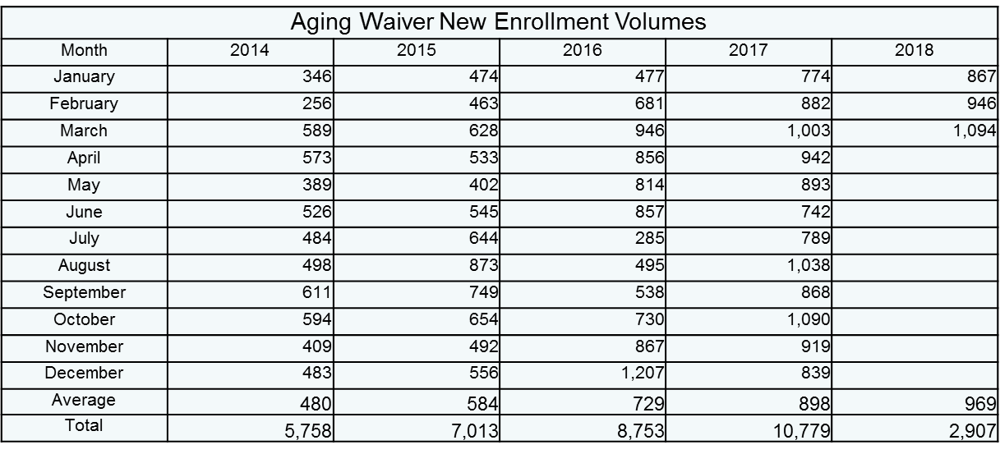 Aging Waiver New Enrollment Volumes
Month 2014 2015 2016 2017 2018
January 346 474 477 774 867
February 256 463 681 882 946
March 589 628 946 1,003 1,094
April 573 533 856 942
May 389 402 814 893
June 526 545 857 742
July 484 644 285 789
August 498 873 495 1,038
September 611 749 538 868
October 594 654 730 1,090
November 409 492 867 919
December 483 556 1,207 839
Average 480 584 729 898 969
Total 5,758 7,013 8,753 10,779 2,907